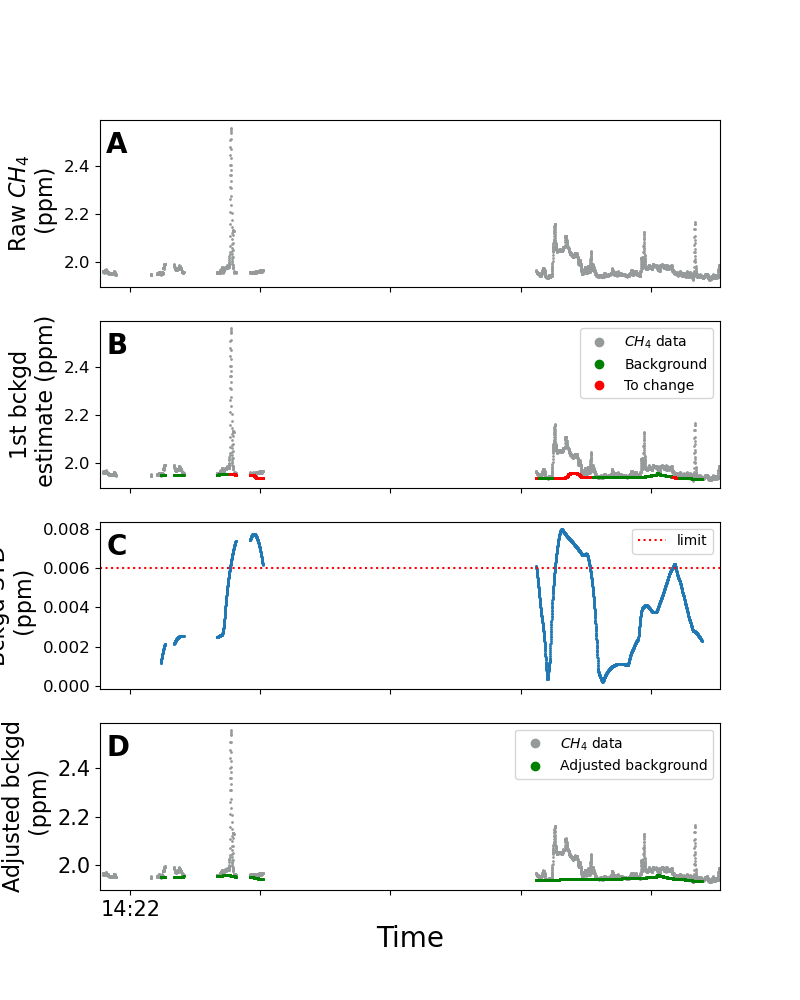 A
Raw CH4
(ppm)
2.4
2.2
2.0
B
1st bckgd
estimate (ppm)
2.4
2.2
2.0
CH4 data
Background
To change
C
(ppm)
0.008
0.006
0.004
0.002
0.000
limit
D
Adjusted bckgd
(ppm)
2.4
2.2
2.0
CH4 data
Adjusted background
14:22
Time